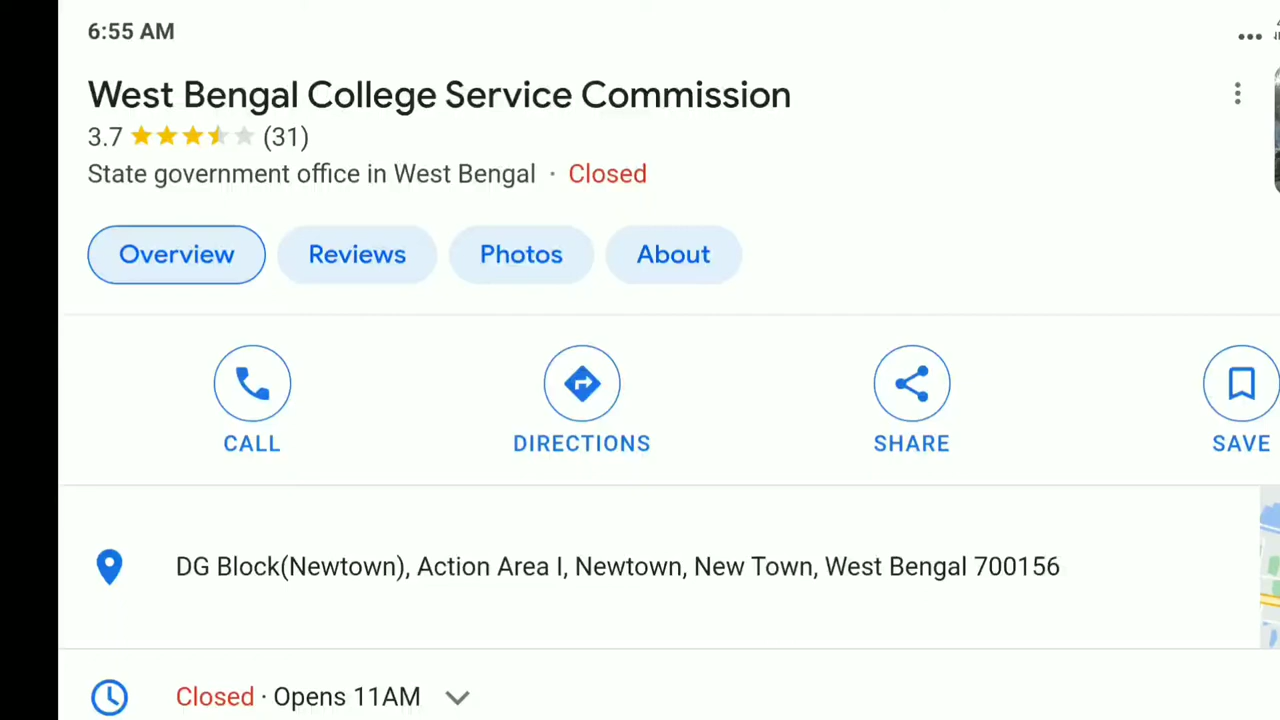 6:55 AM
West Bengal College Service Commission
3.7 (31)
State government office in West Bengal · Closed
Overview Reviews Photos About
CALL DIRECTIONS SHARE SAVE
DG Block(Newtown), Action Area I, Newtown, New Town, West Bengal 700156
Closed · Opens 11AM